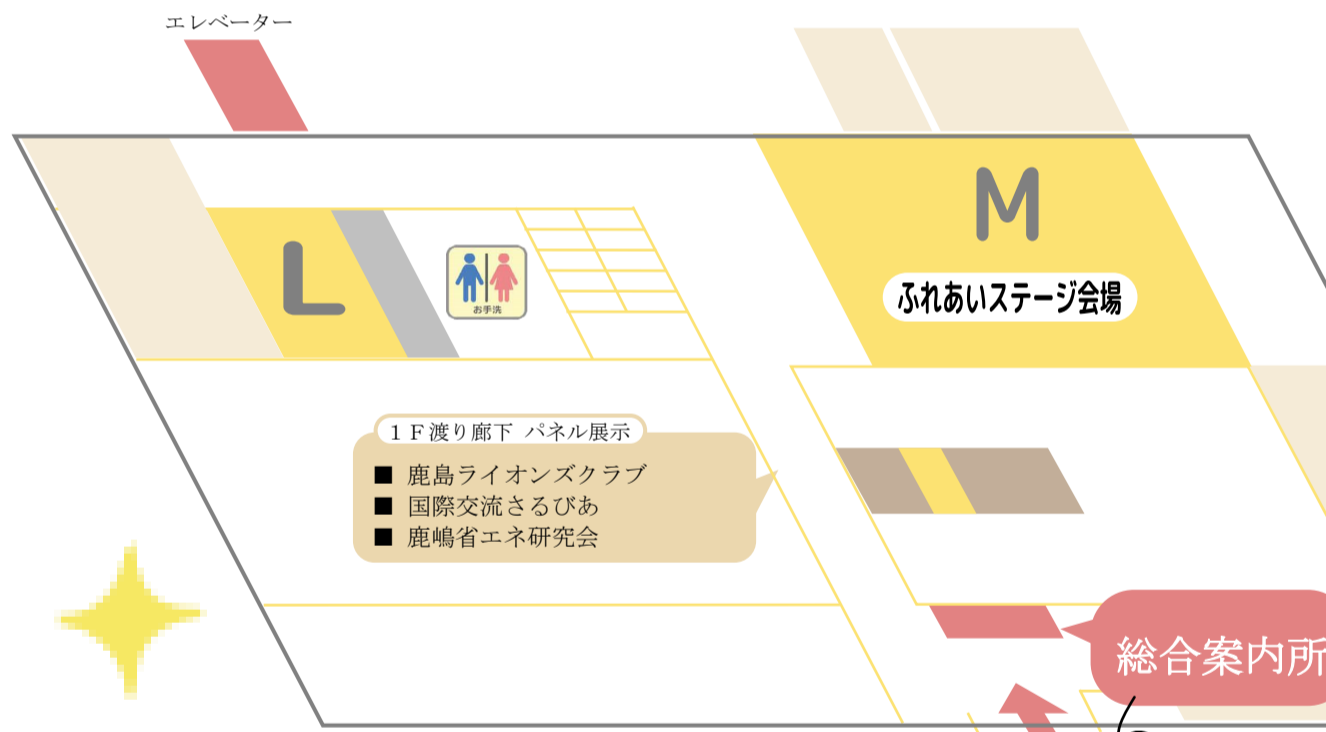 エレベーター
M
L
お手洗
ふれあいステージ会場
１Ｆ渡り廊下 パネル展示
■ 鹿島ライオンズクラブ
■ 国際交流さるびあ
■ 鹿嶋省エネ研究会
総合案内所